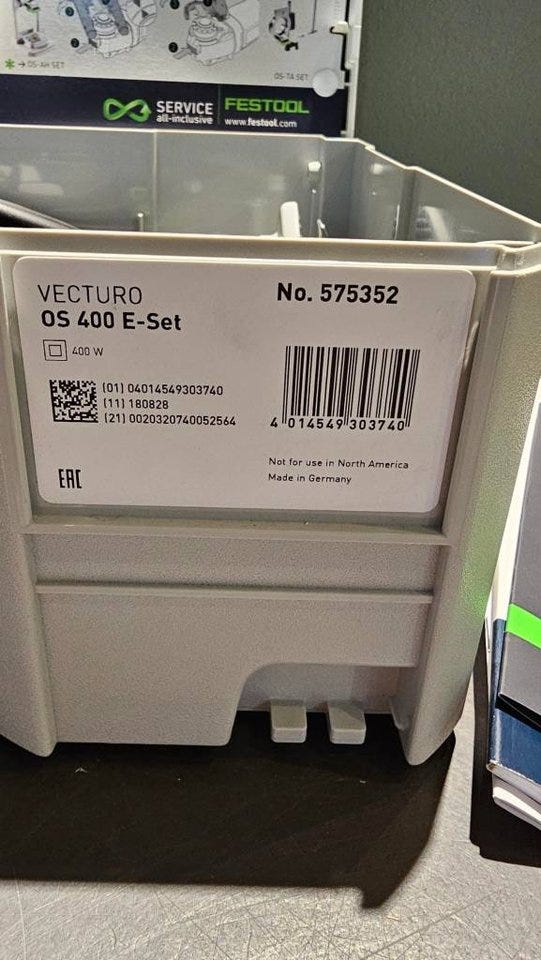 → OS-AH SET
OS-TA SET
SERVICE
all-inclusive
FESTOOL
www.festool.com
VECTURO
OS 400 E-Set
No. 575352
400 W
(01) 04014549303740
(11) 180828
(21) 0020320740052564
4 014549 303740
Not for use in North America
Made in Germany
EAC